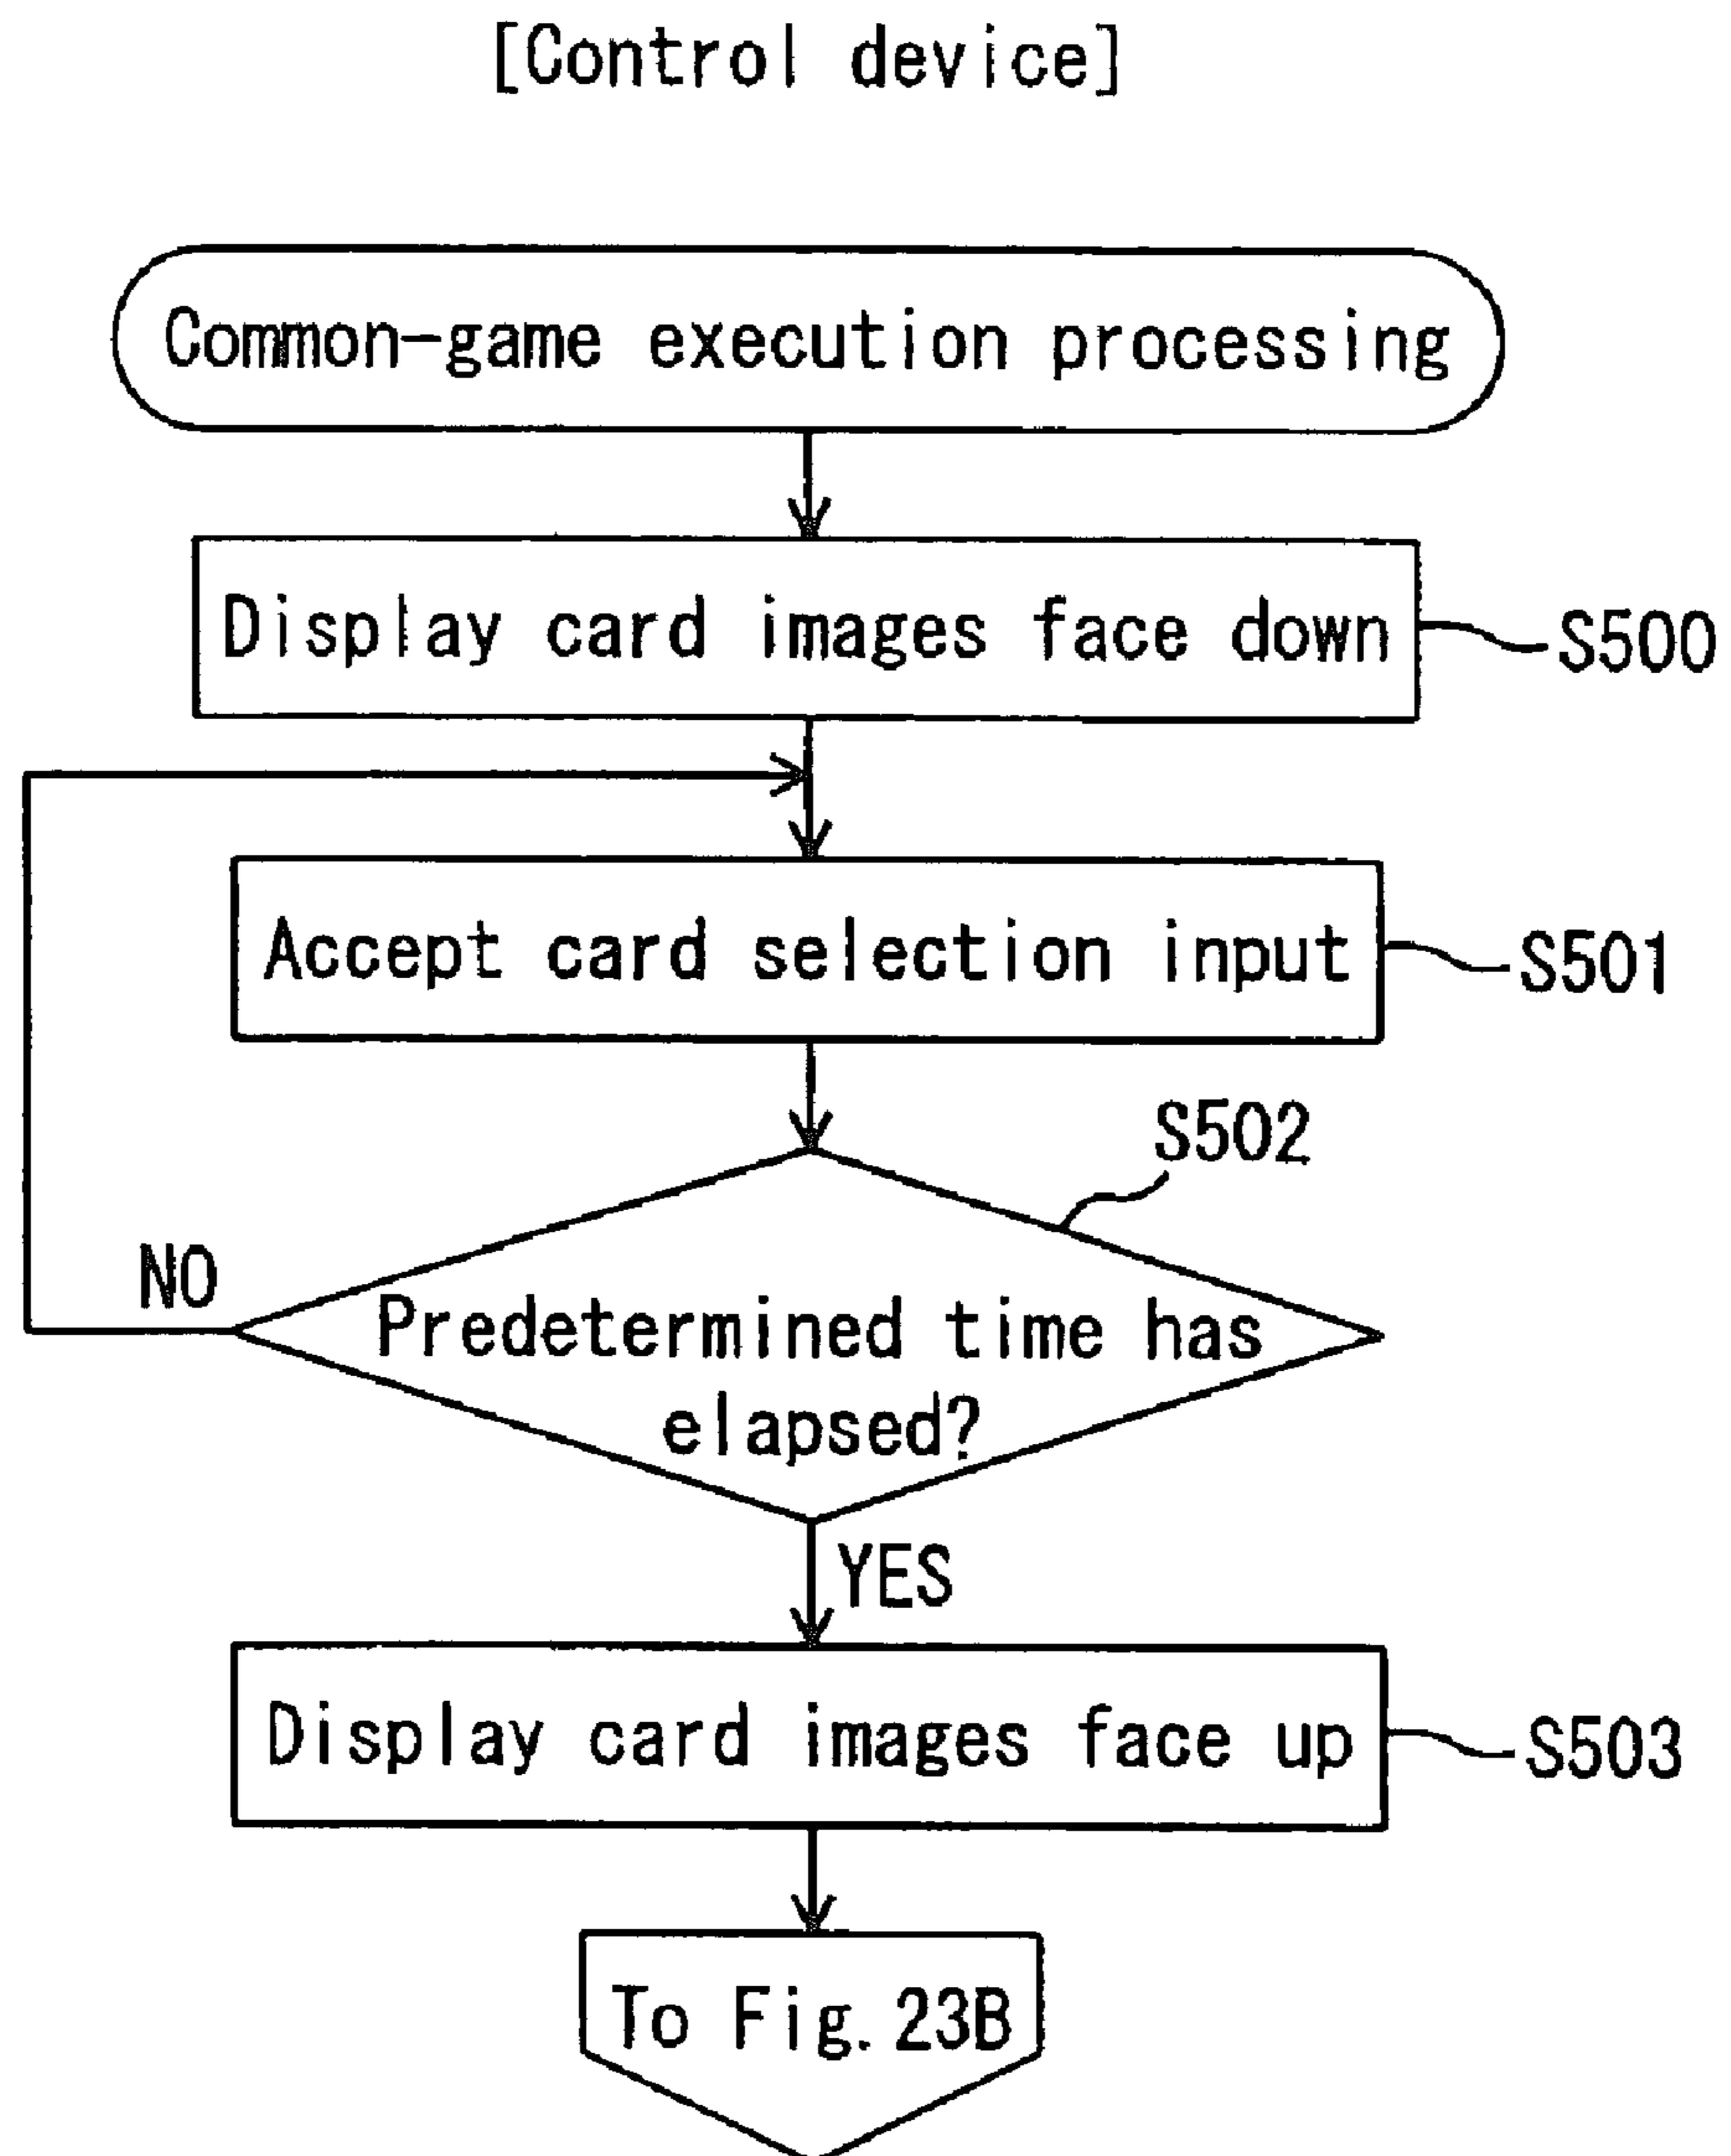 [Control device]
Common-game execution processing
Display card images face down
S500
Accept card selection input
S501
S502
NO
Predetermined time has
elapsed?
YES
Display card images face up
S503
To Fig. 23B